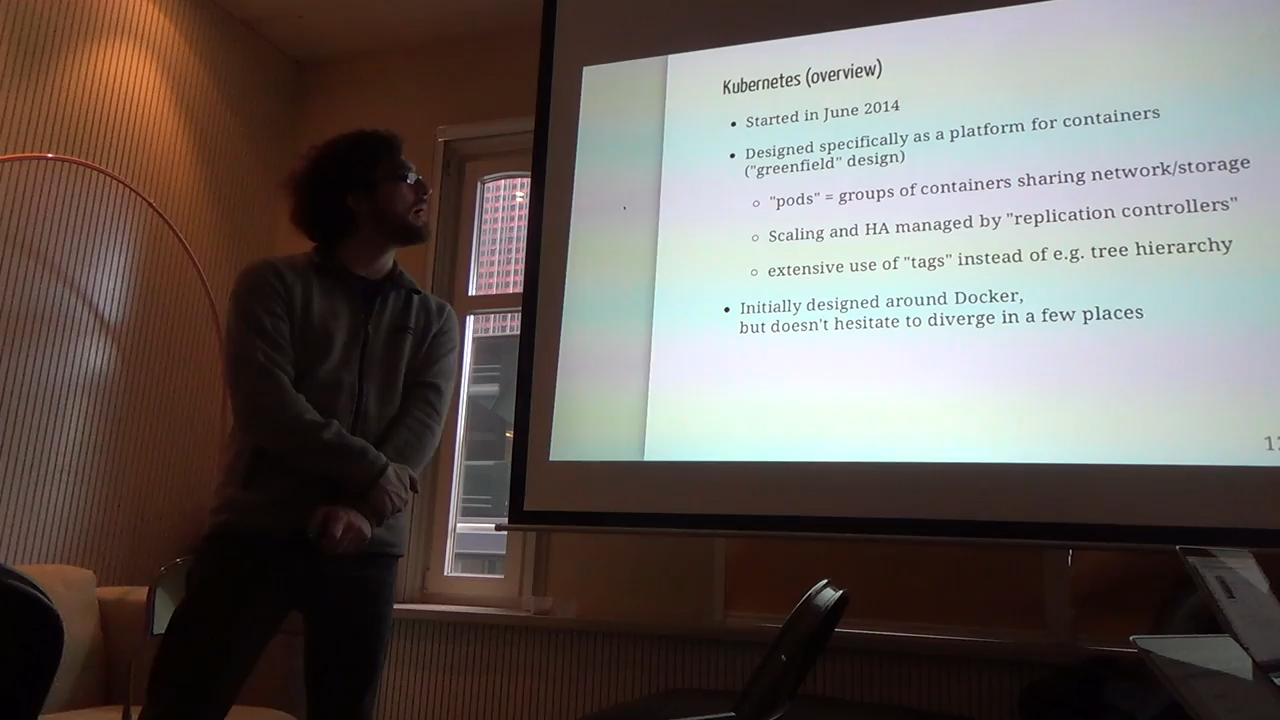 Kubernetes (overview)
• Started in June 2014
• Designed specifically as a platform for containers
("greenfield" design)
◦ "pods" = groups of containers sharing network/storage
◦ Scaling and HA managed by "replication controllers"
◦ extensive use of "tags" instead of e.g. tree hierarchy
• Initially designed around Docker,
but doesn't hesitate to diverge in a few places